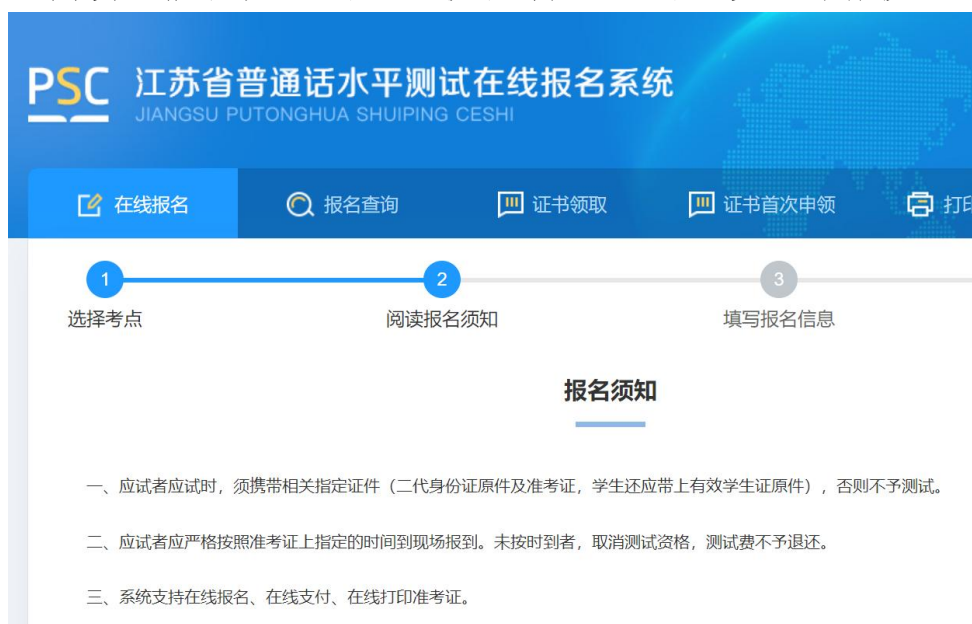 PSC 江苏省普通话水平测试在线报名系统
JIANGSU PUTONGHUA SHUIPING CESHI
在线报名 报名查询 证书领取 证书首次申领
1 2 3
选择考点 阅读报名须知 填写报名信息
报名须知
一、应试者应试时，须携带相关指定证件（二代身份证原件及准考证，学生还应带上有效学生证原件），否则不予测试。
二、应试者应严格按照准考证上指定的时间到现场报到。未按时到者，取消测试资格，测试费不予退还。
三、系统支持在线报名、在线支付、在线打印准考证。